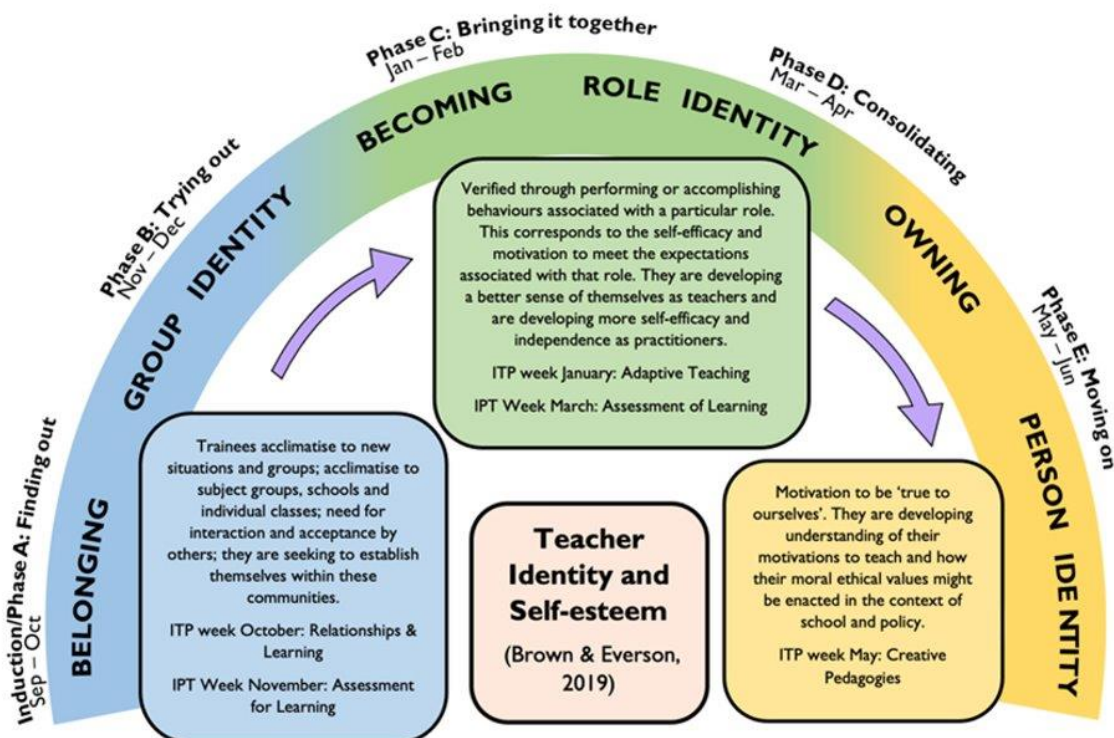 Induction/Phase A: Finding out
Sep – Oct
Phase B: Trying out
Nov – Dec
Phase C: Bringing it together
Jan – Feb
Phase D: Consolidating
Mar – Apr
Phase E: Moving on
May – Jun
BELONGING
GROUP IDENTITY
BECOMING
ROLE IDENTITY
OWNING
PERSON IDENTITY
Trainees acclimatise to new
situations and groups; acclimatise to
subject groups, schools and
individual classes; need for
interaction and acceptance by
others; they are seeking to establish
themselves within these
communities.
ITP week October: Relationships &
Learning
IPT Week November: Assessment
for Learning
Verified through performing or accomplishing
behaviours associated with a particular role.
This corresponds to the self-efficacy and
motivation to meet the expectations
associated with that role. They are developing
a better sense of themselves as teachers and
are developing more self-efficacy and
independence as practitioners.
ITP week January: Adaptive Teaching
IPT Week March: Assessment of Learning
Motivation to be ‘true to
ourselves’. They are developing
understanding of their
motivations to teach and how
their moral ethical values might
be enacted in the context of
school and policy.
ITP week May: Creative
Pedagogies
Teacher
Identity and
Self-esteem
(Brown & Everson,
2019)